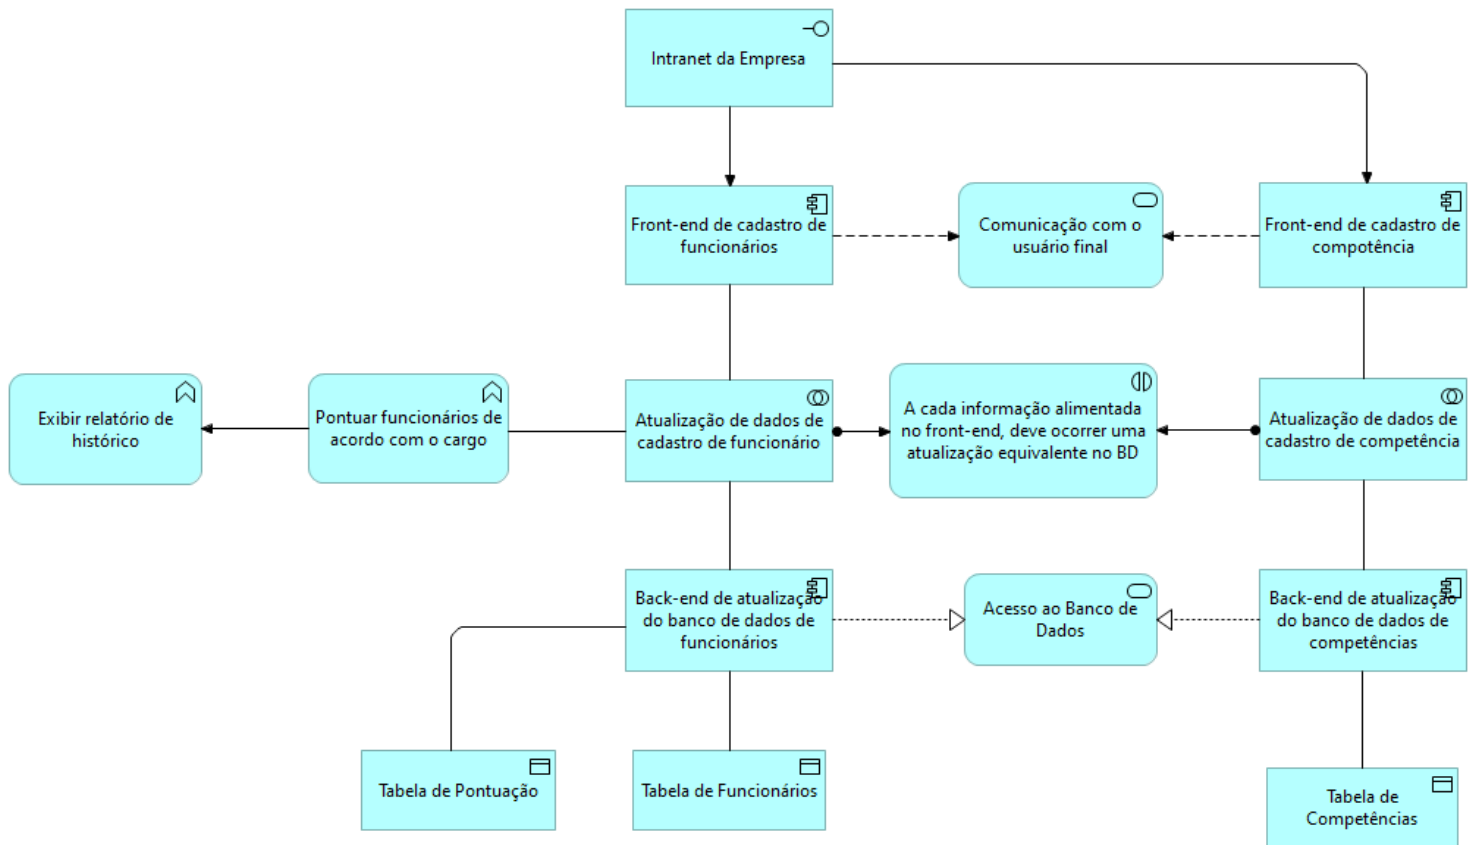 Intranet da Empresa
Front-end de cadastro de
funcionários
Comunicação com o
usuário final
Front-end de cadastro de
compotência
Exibir relatório de
histórico
Pontuar funcionários de
acordo com o cargo
Atualização de dados de
cadastro de funcionário
A cada informação alimentada
no front-end, deve ocorrer uma
atualização equivalente no BD
Atualização de dados de
cadastro de competência
Back-end de atualização
do banco de dados de
funcionários
Acesso ao Banco de
Dados
Back-end de atualização
do banco de dados de
competências
Tabela de Pontuação
Tabela de Funcionários
Tabela de
Competências